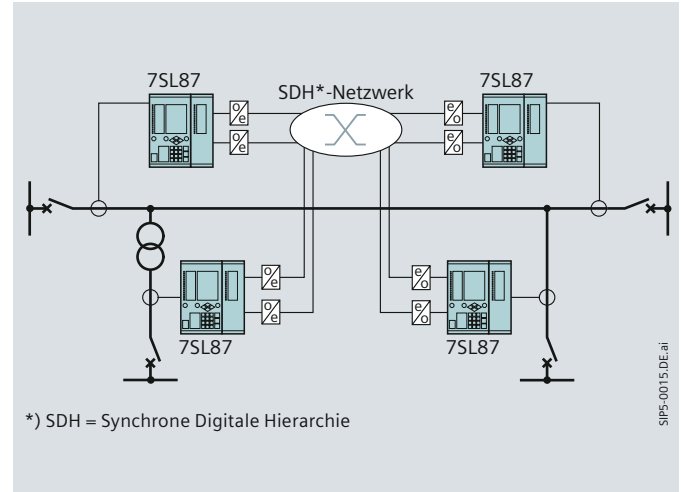 7SL87
SDH*-Netzwerk
7SL87
o/e
o/e
e/o
e/o
o/e
o/e
e/o
e/o
7SL87
7SL87
*) SDH = Synchrone Digitale Hierarchie
SIP5-0015.DE.ai